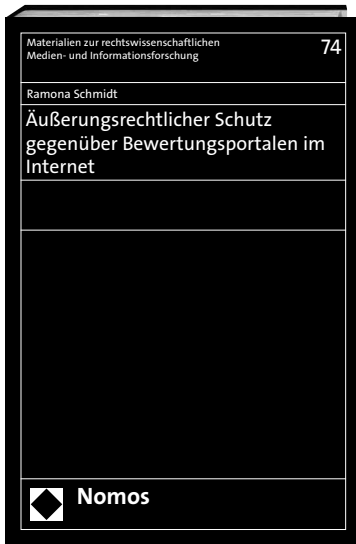 Materialien zur rechtswissenschaftlichen
Medien- und Informationsforschung
74
Ramona Schmidt
Äußerungsrechtlicher Schutz
gegenüber Bewertungsportalen im
Internet
Nomos